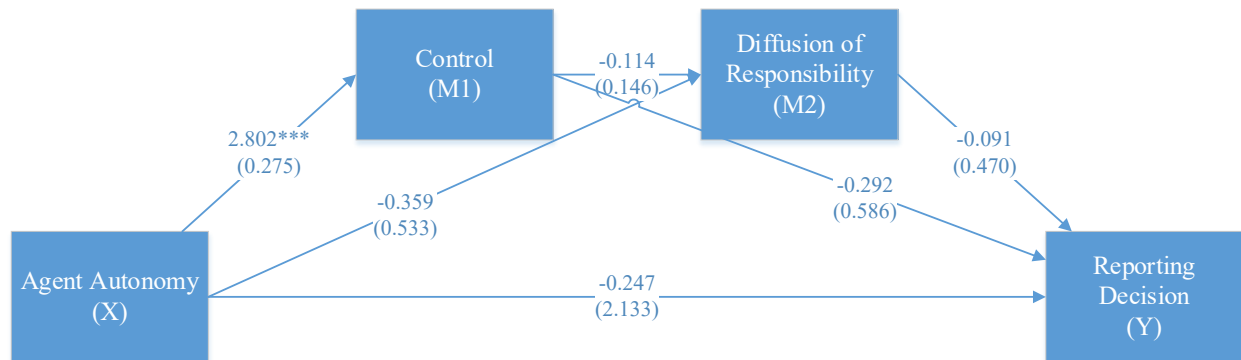 Control
(M1)
Diffusion of
Responsibility
(M2)
-0.114
(0.146)
2.802***
(0.275)
-0.091
(0.470)
-0.359
(0.533)
-0.292
(0.586)
Agent Autonomy
(X)
-0.247
(2.133)
Reporting
Decision
(Y)